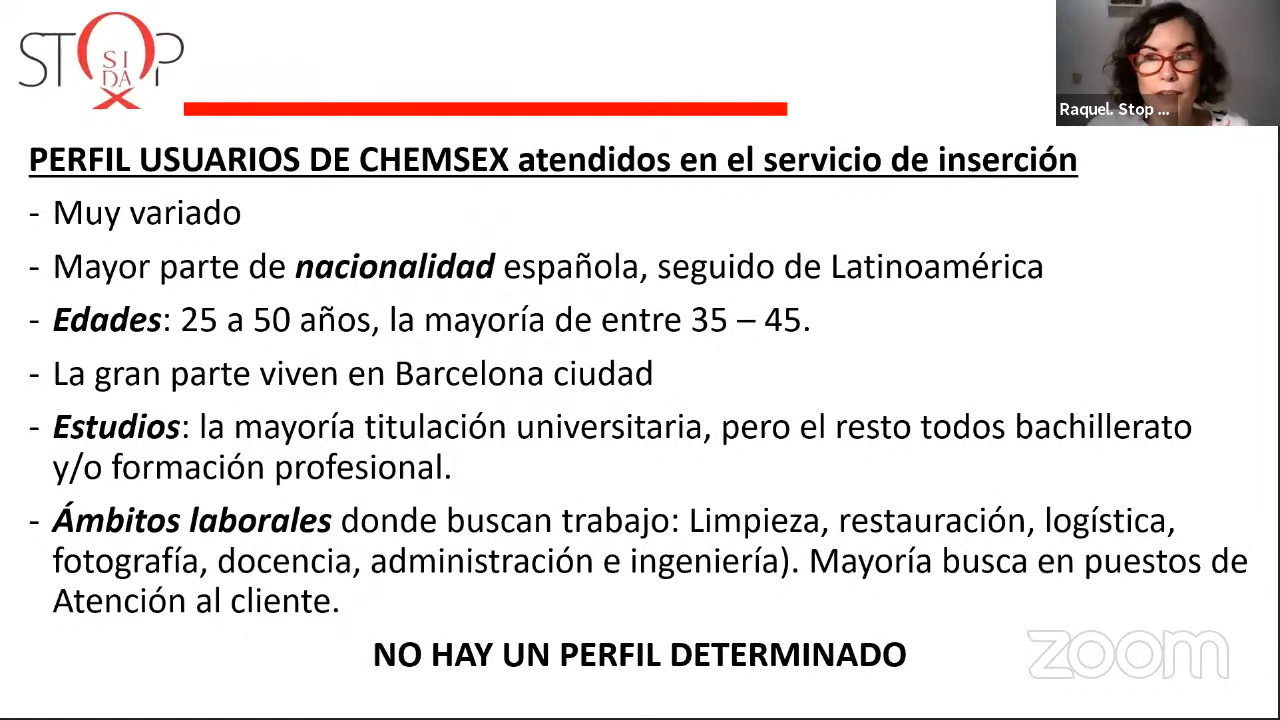 STOP
SI
DA
Raquel. Stop ...
PERFIL USUARIOS DE CHEMSEX atendidos en el servicio de inserción
- Muy variado
- Mayor parte de nacionalidad española, seguido de Latinoamérica
- Edades: 25 a 50 años, la mayoría de entre 35 – 45.
- La gran parte viven en Barcelona ciudad
- Estudios: la mayoría titulación universitaria, pero el resto todos bachillerato
y/o formación profesional.
- Ámbitos laborales donde buscan trabajo: Limpieza, restauración, logística,
fotografía, docencia, administración e ingeniería). Mayoría busca en puestos de
Atención al cliente.
NO HAY UN PERFIL DETERMINADO
zoom